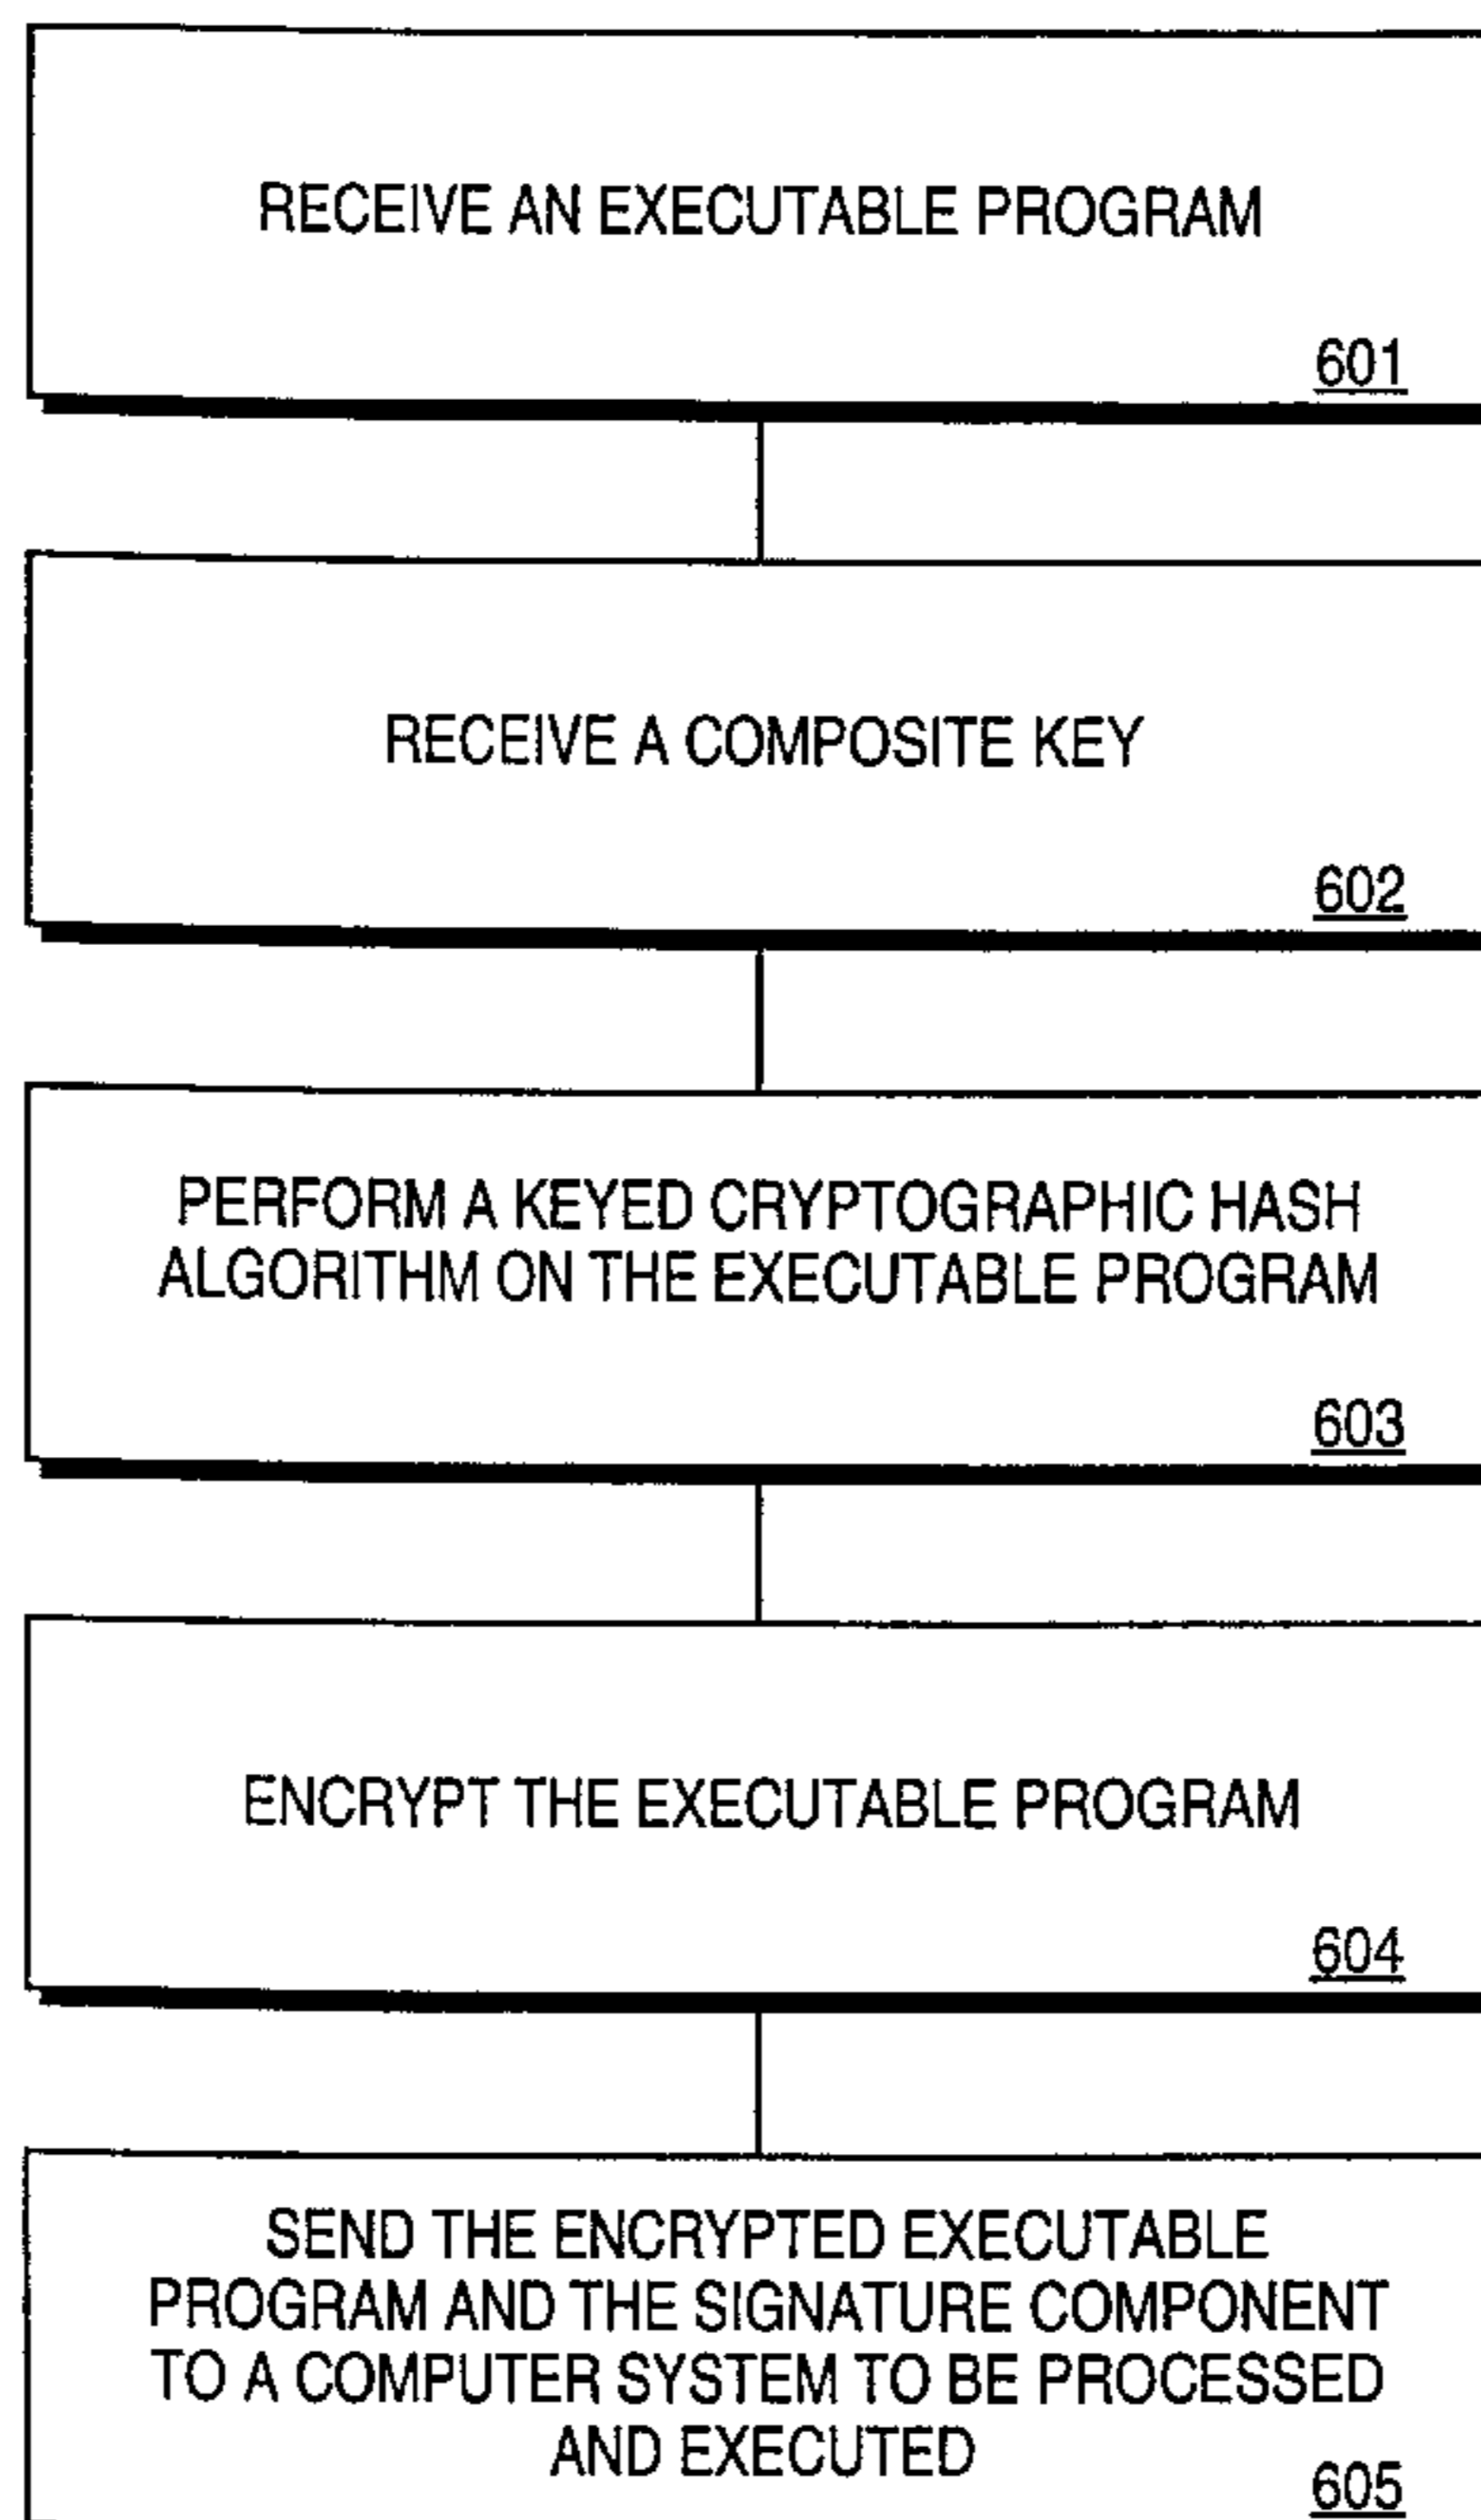 RECEIVE AN EXECUTABLE PROGRAM
601
RECEIVE A COMPOSITE KEY
602
PERFORM A KEYED CRYPTOGRAPHIC HASH
ALGORITHM ON THE EXECUTABLE PROGRAM
603
ENCRYPT THE EXECUTABLE PROGRAM
604
SEND THE ENCRYPTED EXECUTABLE
PROGRAM AND THE SIGNATURE COMPONENT
TO A COMPUTER SYSTEM TO BE PROCESSED
AND EXECUTED
605